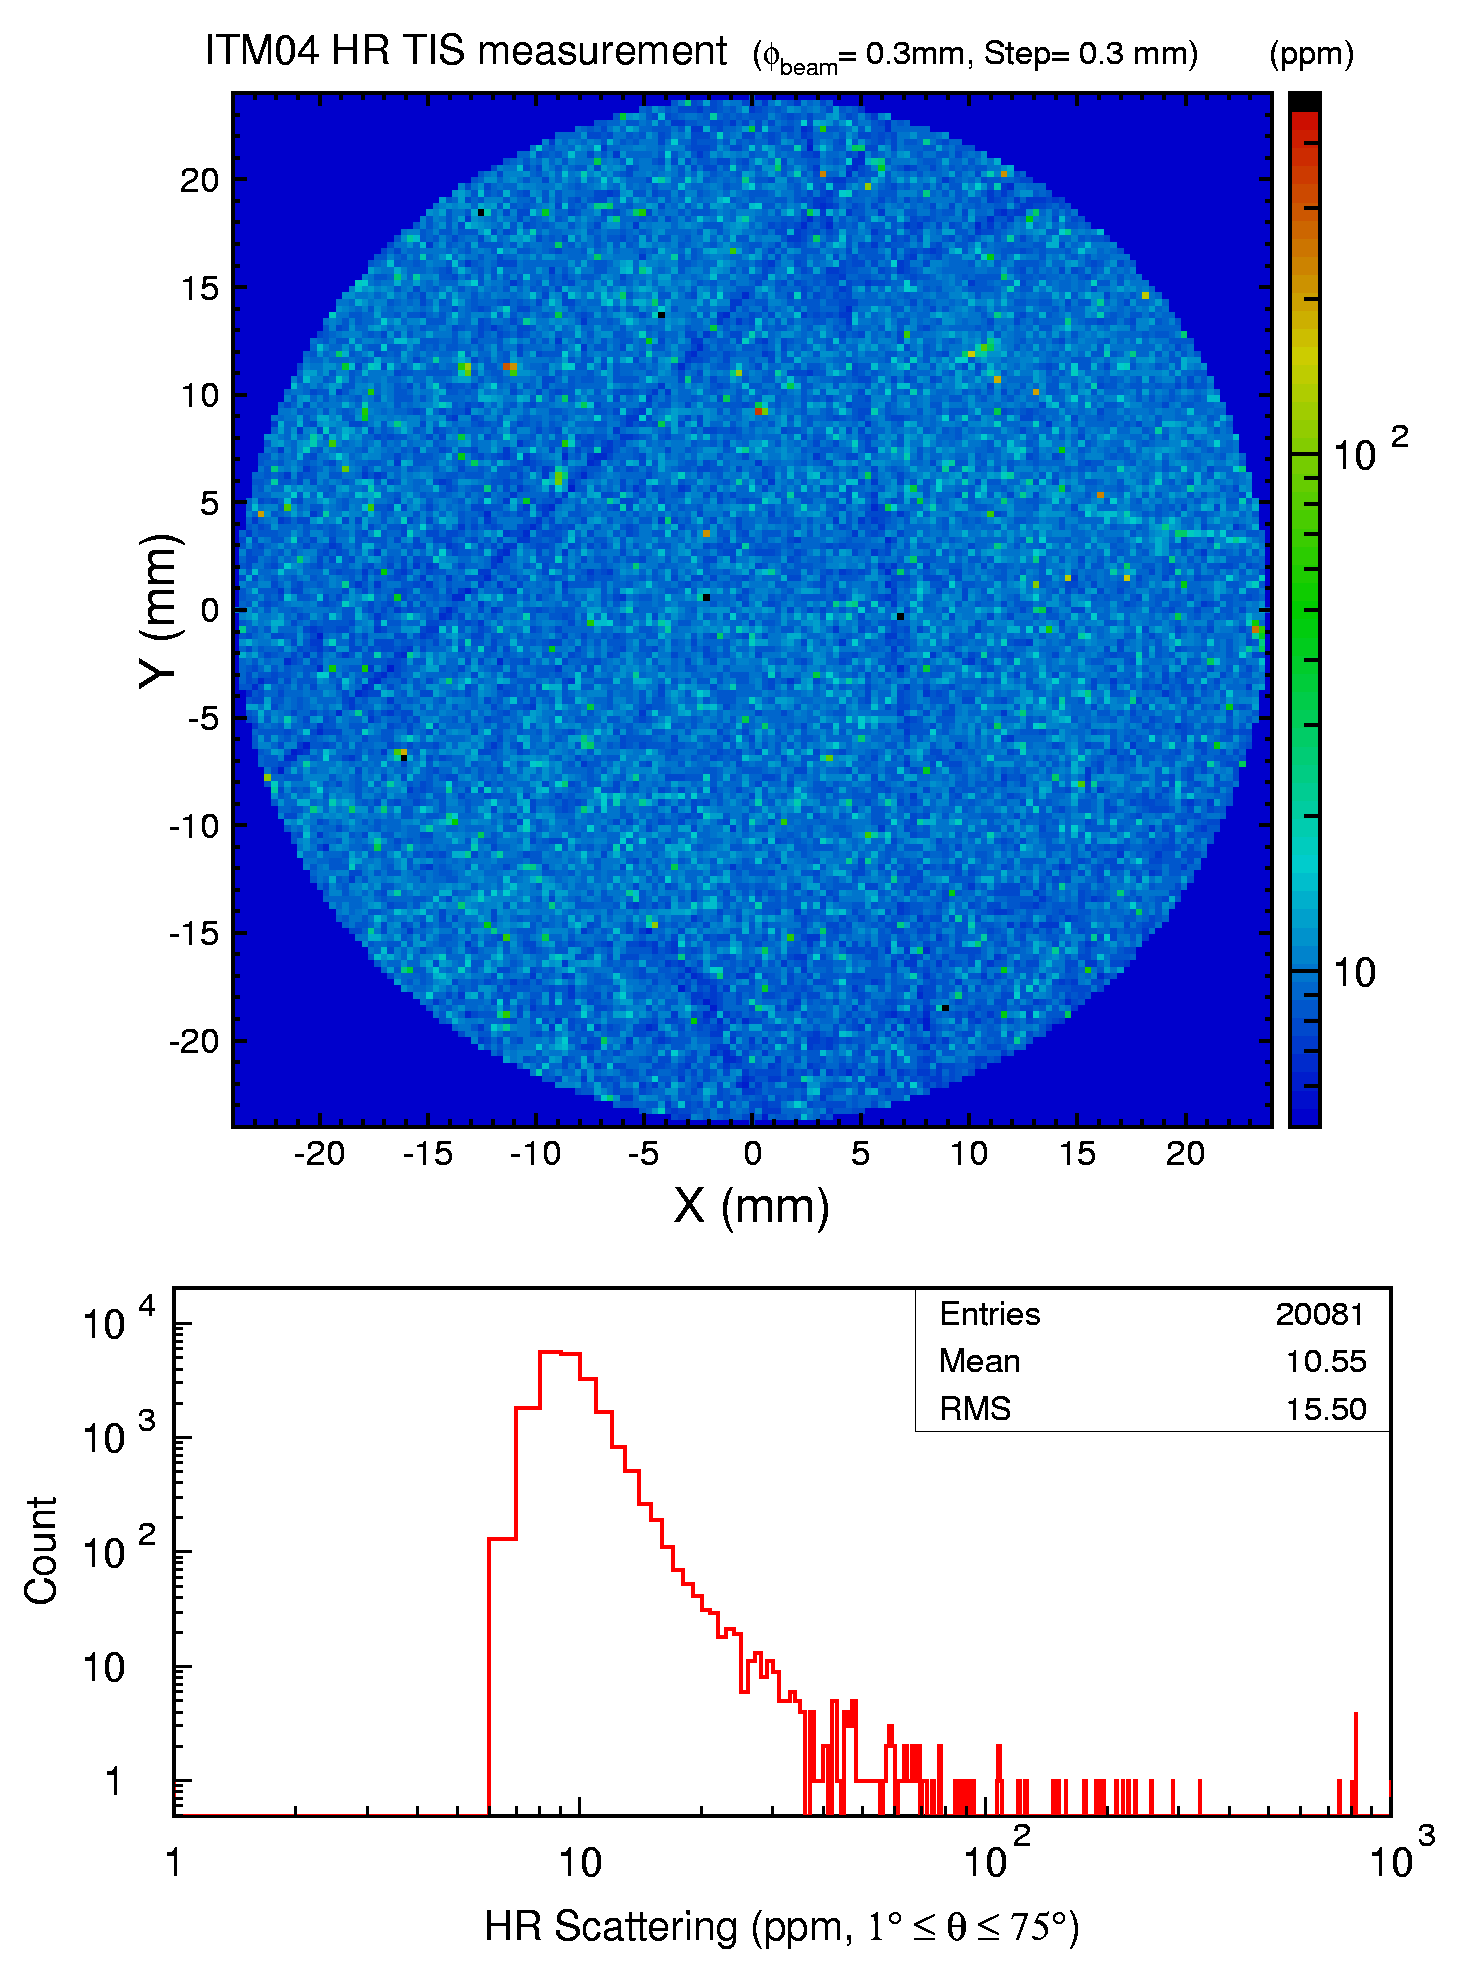 ITM04 HR TIS measurement (ϕbeam= 0.3mm, Step= 0.3 mm) (ppm)
20
15
10
5
0
-5
-10
-15
-20
Y (mm)
10 2
10
-20 -15 -10 -5 0 5 10 15 20
X (mm)
Entries 20081
Mean 10.55
RMS 15.50
10 4
10 3
10 2
10
1
Count
1 10 10 2 10 3
HR Scattering (ppm, 1° ≤ θ ≤ 75°)